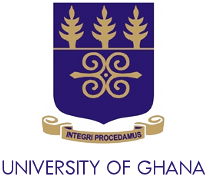 INTEGRI PROCEDAMUS
UNIVERSITY OF GHANA